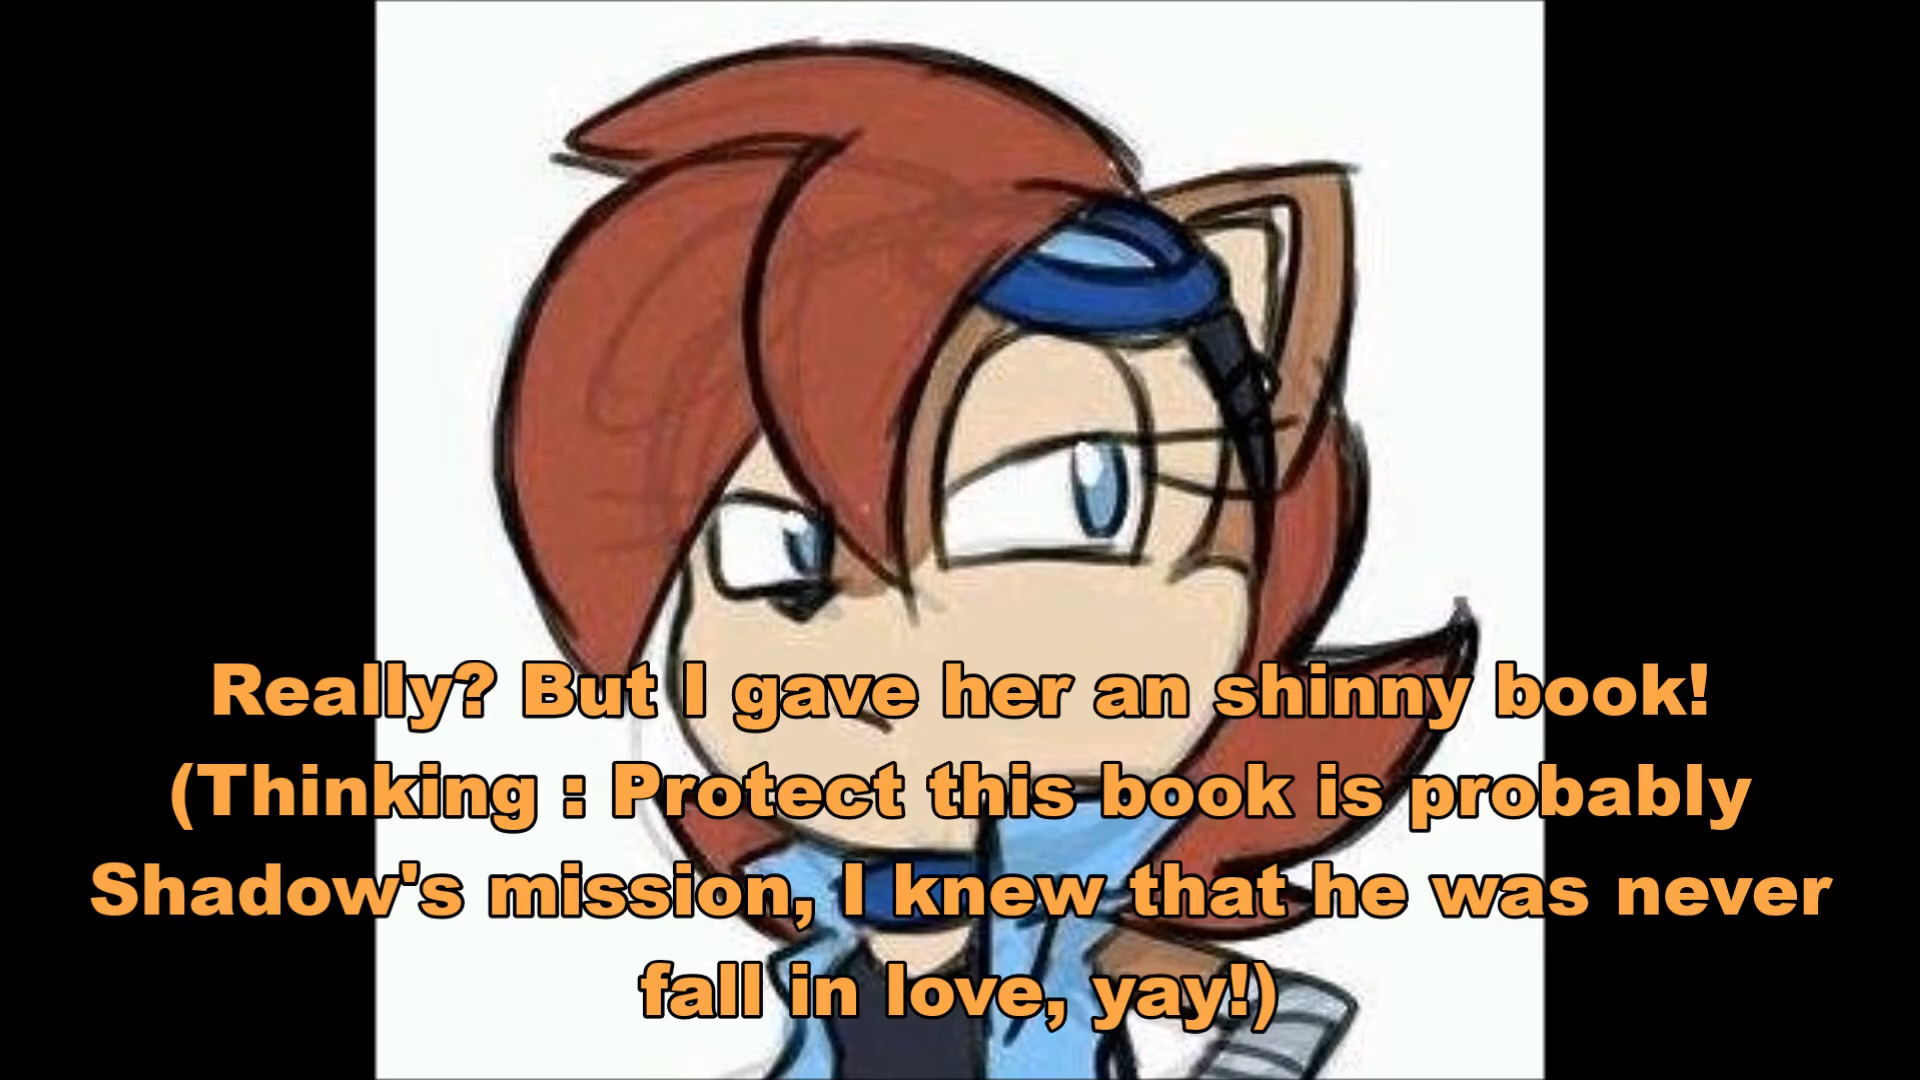 Really? But I gave her an shinny book!
(Thinking : Protect this book is probably
Shadow's mission, I knew that he was never
fall in love, yay!)